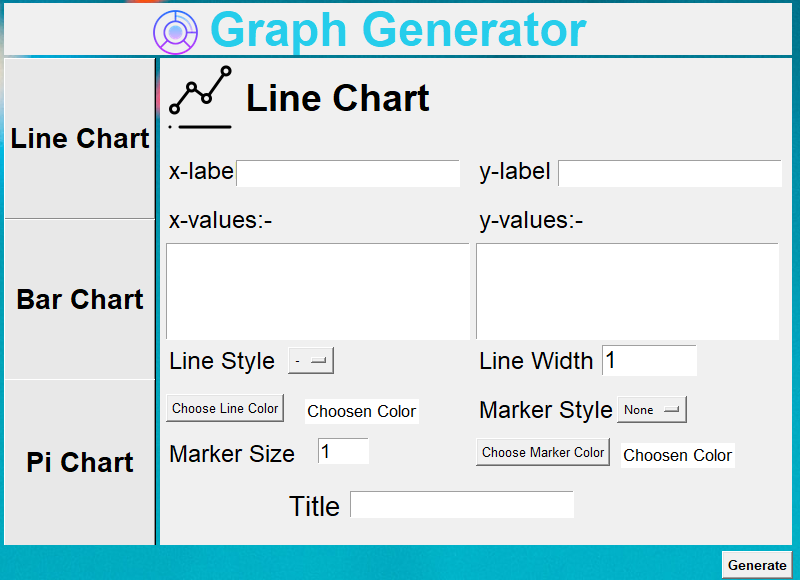 Graph Generator
Line Chart
Bar Chart
Pi Chart
Line Chart
x-labe
y-label
x-values:-
y-values:-
Line Style -
Line Width 1
Choose Line Color Choosen Color
Marker Style None
Marker Size 1
Choose Marker Color Choosen Color
Title
Generate